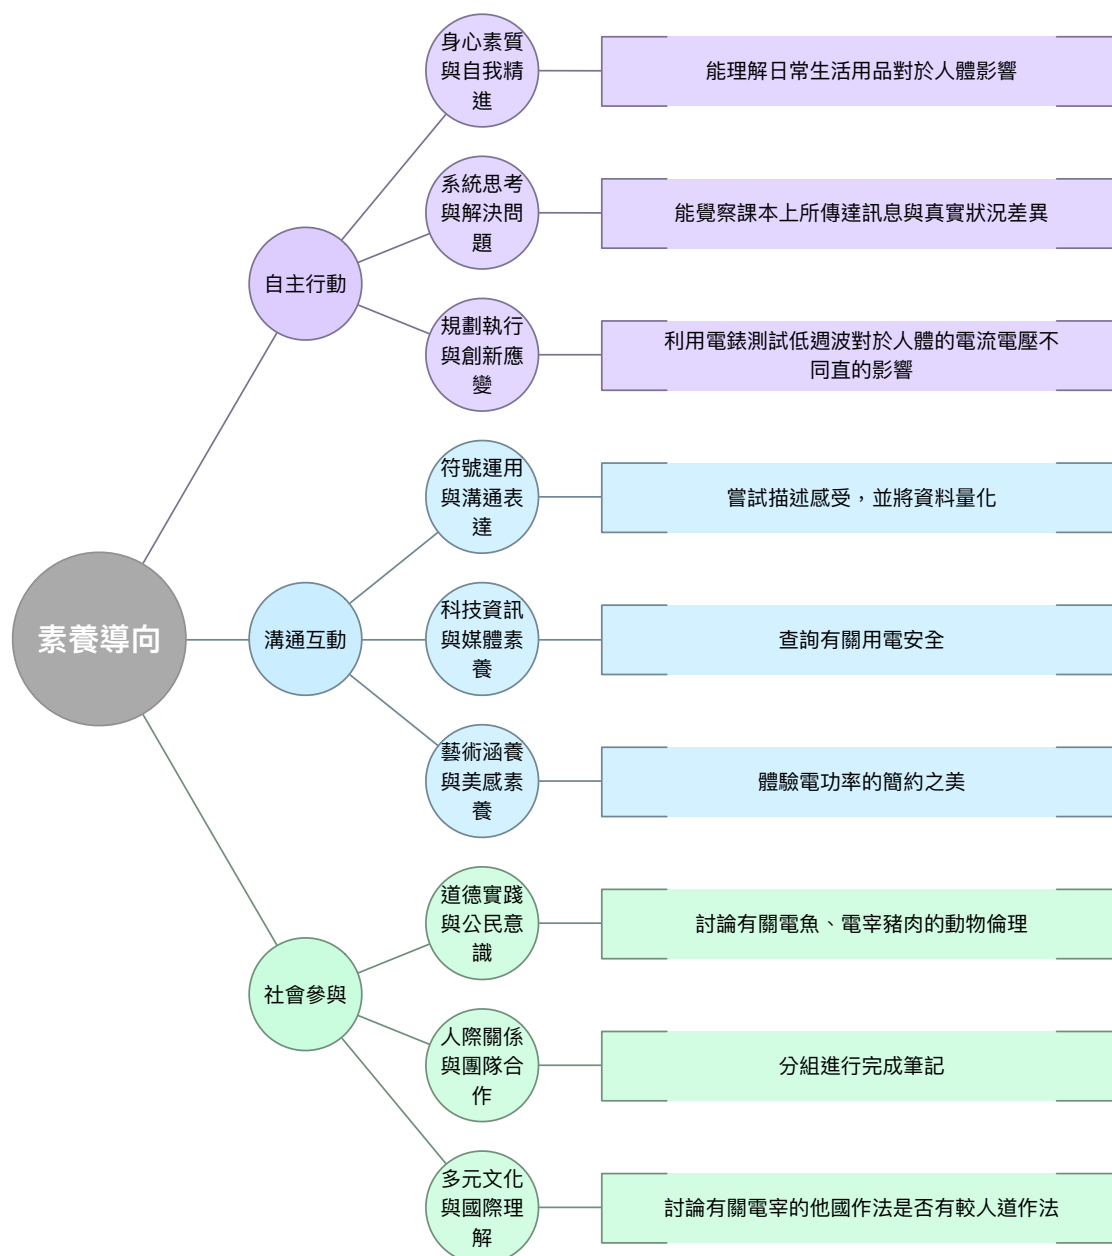 素養導向
自主行動
身心素質
與自我精
進
能理解日常生活用品對於人體影響
系統思考
與解決問
題
能覺察課本上所傳達訊息與真實狀況差異
規劃執行
與創新應
變
利用電錶測試低週波對於人體的電流電壓不
同直的影響
溝通互動
符號運用
與溝通表
達
嘗試描述感受，並將資料量化
科技資訊
與媒體素
養
查詢有關用電安全
藝術涵養
與美感素
養
體驗電功率的簡約之美
社會參與
道德實踐
與公民意
識
討論有關電魚、電宰豬肉的動物倫理
人際關係
與團隊合
作
分組進行完成筆記
多元文化
與國際理
解
討論有關電宰的他國作法是否有較人道作法